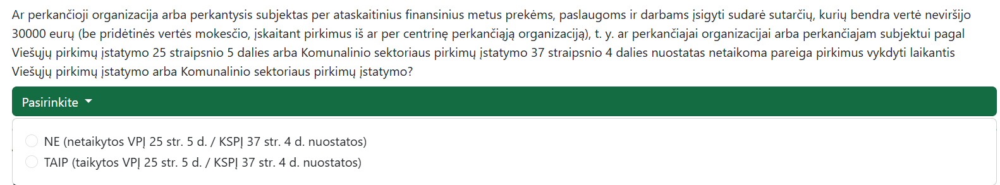 Ar perkančioji organizacija arba perkantysis subjektas per ataskaitinius finansinius metus prekėms, paslaugoms ir darbams įsigyti sudarė sutarčių, kurių bendra vertė neviršijo
30000 eurų (be pridėtinės vertės mokesčio, įskaitant pirkimus iš ar per centrinę perkančiąją organizaciją), t. y. ar perkančiajai organizacijai arba perkančiajam subjektui pagal
Viešųjų pirkimų įstatymo 25 straipsnio 5 dalies arba Komunalinio sektoriaus pirkimų įstatymo 37 straipsnio 4 dalies nuostatas netaikoma pareiga pirkimus vykdyti laikantis
Viešųjų pirkimų įstatymo arba Komunalinio sektoriaus pirkimų įstatymo?
Pasirinkite
NE (netaikytos VPĮ 25 str. 5 d. / KSPĮ 37 str. 4 d. nuostatos)
TAIP (taikytos VPĮ 25 str. 5 d. / KSPĮ 37 str. 4 d. nuostatos)